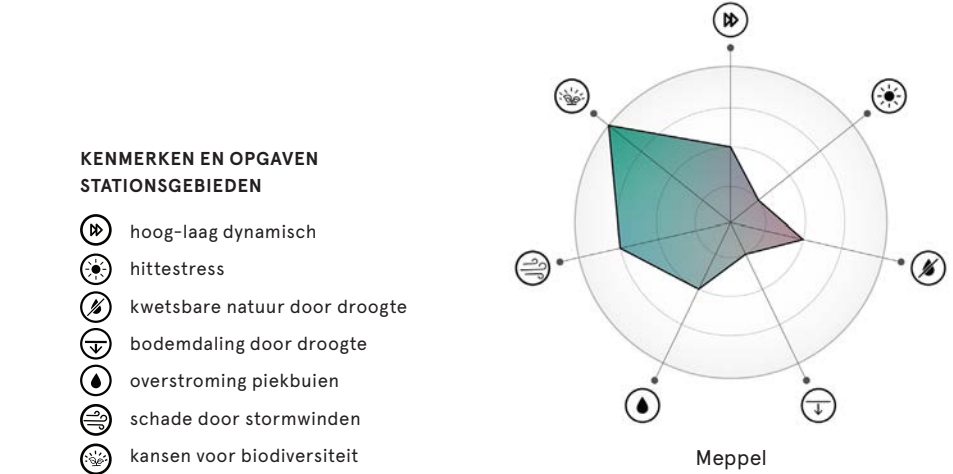 KENMERKEN EN OPGAVEN
STATIONSGEBIEDEN
hoog-laag dynamisch
hittestress
kwetsbare natuur door droogte
bodemdaling door droogte
overstroming piekbuien
schade door stormwinden
kansen voor biodiversiteit
Meppel